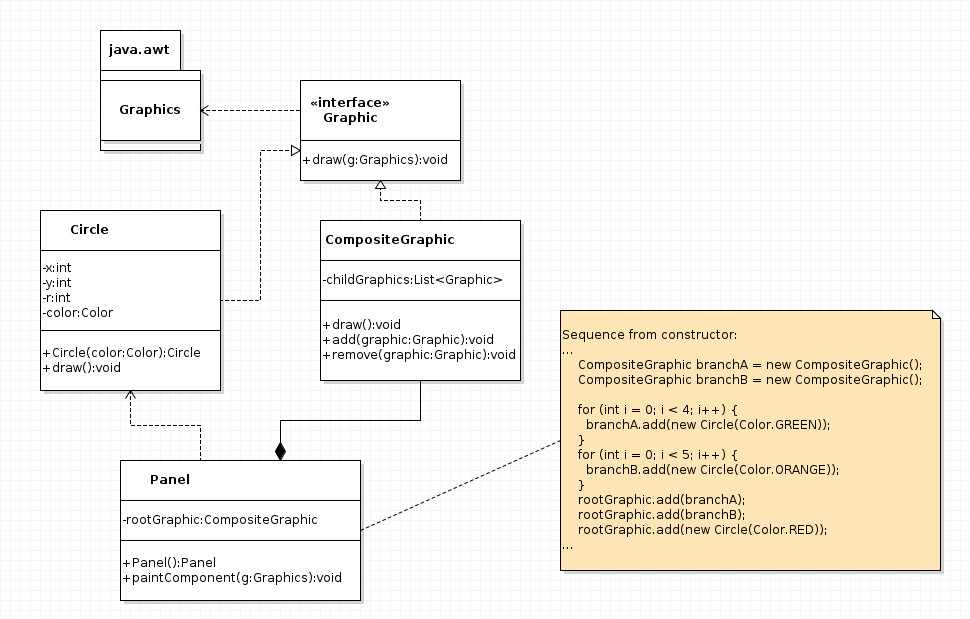 java.awt
Graphics
«interface»
Graphic
+draw(g:Graphics):void
Circle
-x:int
-y:int
-r:int
-color:Color
+Circle(color:Color):Circle
+draw():void
CompositeGraphic
-childGraphics:List<Graphic>
+draw():void
+add(graphic:Graphic):void
+remove(graphic:Graphic):void
Panel
-rootGraphic:CompositeGraphic
+Panel():Panel
+paintComponent(g:Graphics):void
Sequence from constructor:
...
CompositeGraphic branchA = new CompositeGraphic();
CompositeGraphic branchB = new CompositeGraphic();
for (int i = 0; i < 4; i++) {
branchA.add(new Circle(Color.GREEN));
}
for (int i = 0; i < 5; i++) {
branchB.add(new Circle(Color.ORANGE));
}
rootGraphic.add(branchA);
rootGraphic.add(branchB);
rootGraphic.add(new Circle(Color.RED));
...